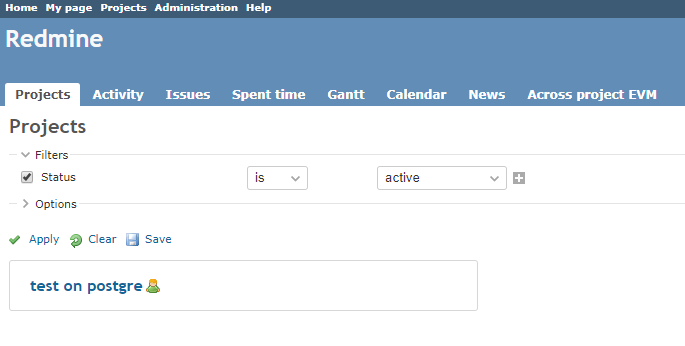 Home My page Projects Administration Help
Redmine
Projects Activity Issues Spent time Gantt Calendar News Across project EVM
Projects
Filters
Status is active
Options
Apply Clear Save
test on postgre